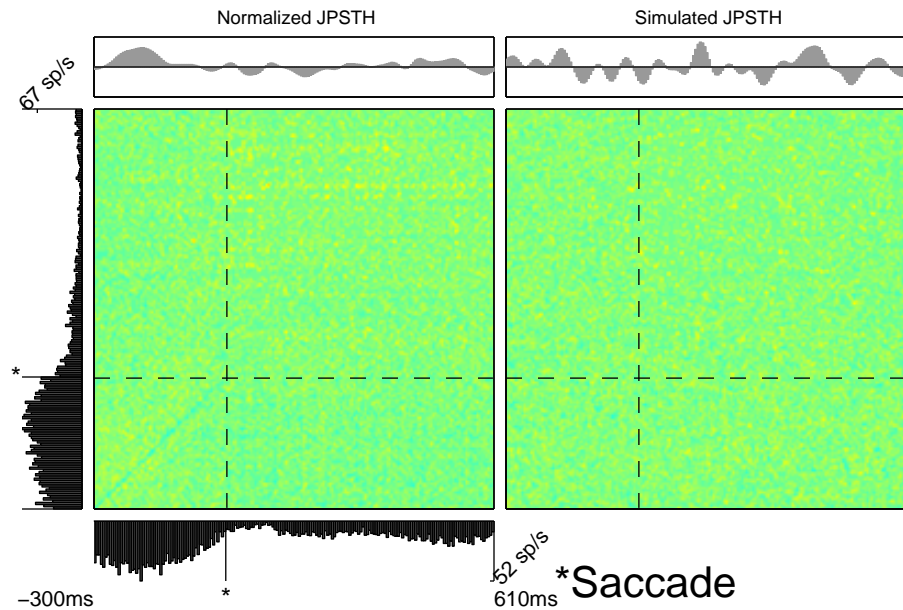 Normalized JPSTH
Simulated JPSTH
67 sp/s
*
52 sp/s
*Saccade
−300ms
*
610ms